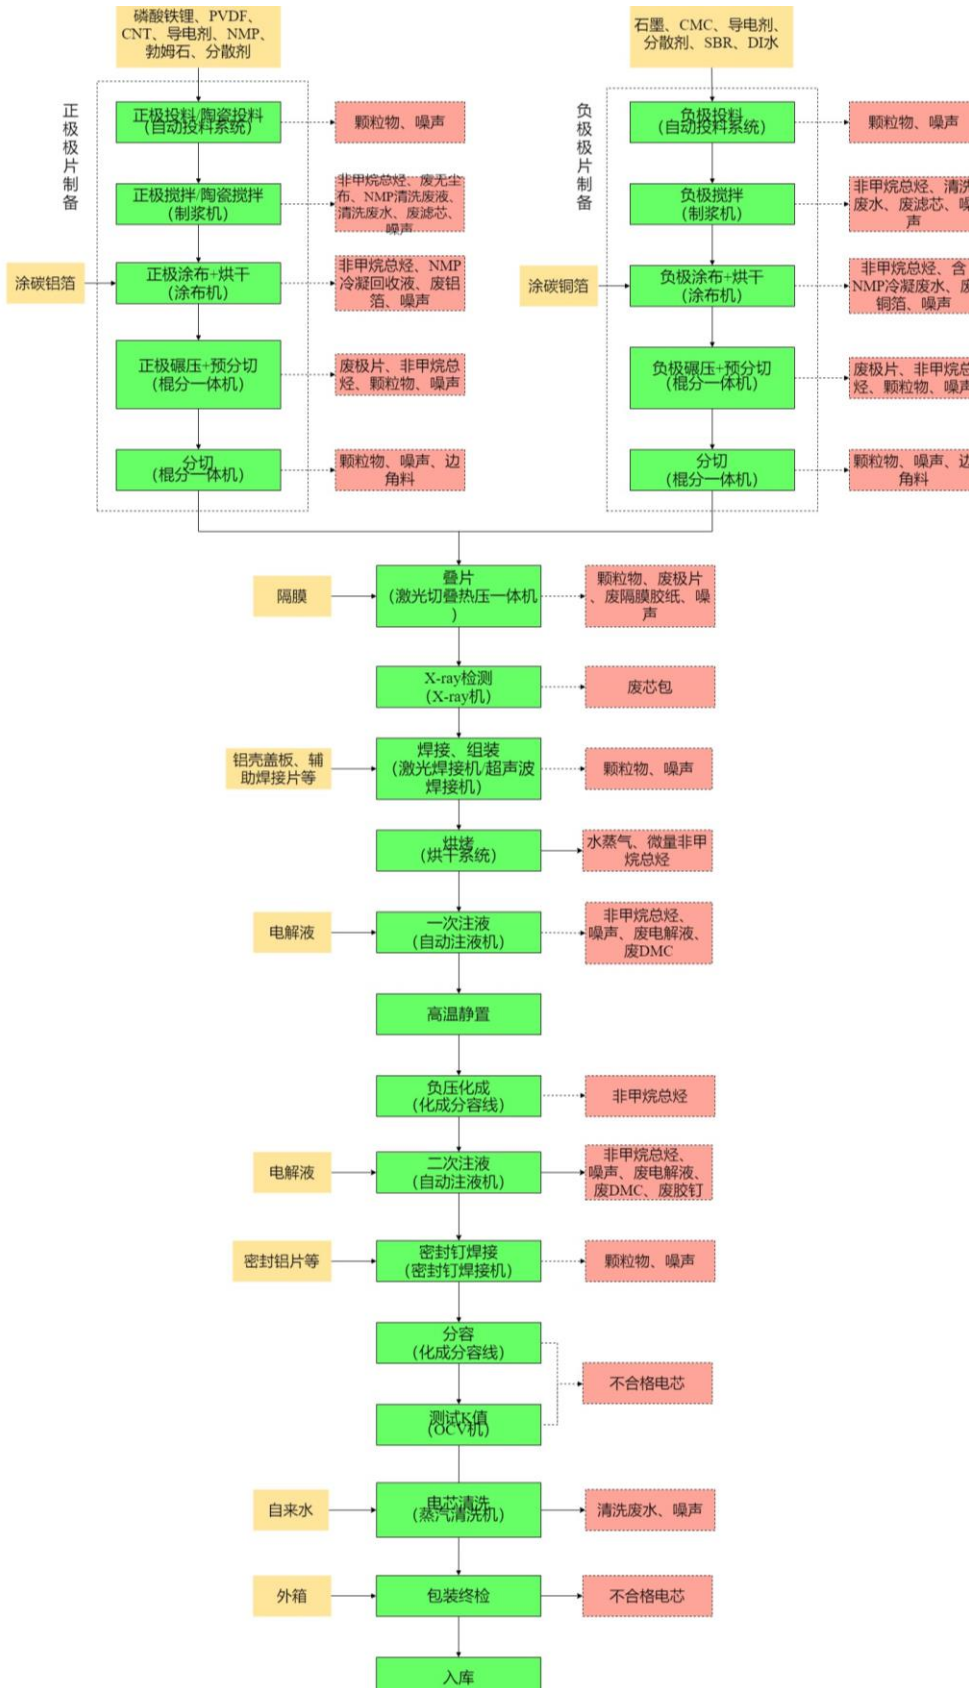 磷酸铁锂、PVDF、
CNT、导电剂、NMP、
勃姆石、分散剂
石墨、CMC、导电剂、
分散剂、SBR、DI水
正极极片制备
正极投料/陶瓷投料
（自动投料系统）
颗粒物、噪声
负极极片制备
负极投料
（自动投料系统）
颗粒物、噪声
正极搅拌/陶瓷搅拌
（制浆机）
非甲烷总烃、废无尘
布、NMP清洗废液、
清洗废水、废滤芯、
噪声
负极搅拌
（制浆机）
非甲烷总烃、清洗
废水、废滤芯、噪
声
涂碳铝箔
正极涂布+烘干
（涂布机）
非甲烷总烃、NMP
冷凝回收液、废铝
箔、噪声
涂碳铜箔
负极涂布+烘干
（涂布机）
非甲烷总烃、含
NMP冷凝废水、废
铜箔、噪声
正极碾压+预分切
（棍分一体机）
废极片、非甲烷总
烃、颗粒物、噪声
负极碾压+预分切
（棍分一体机）
废极片、非甲烷总
烃、颗粒物、噪声
分切
（棍分一体机）
颗粒物、噪声、边
角料
分切
（棍分一体机）
颗粒物、噪声、边
角料
隔膜
叠片
（激光切叠热压一体机
）
颗粒物、废极片
、废隔膜胶纸、噪
声
X-ray检测
（X-ray机）
废芯包
铝壳盖板、辅
助焊接片等
焊接、组装
（激光焊接机/超声波
焊接机）
颗粒物、噪声
烘烤
（烘干系统）
水蒸气、微量非甲
烷总烃
电解液
一次注液
（自动注液机）
非甲烷总烃、
噪声、废电解液、
废DMC
高温静置
负压化成
（化成分容线）
非甲烷总烃
电解液
二次注液
（自动注液机）
非甲烷总烃、
噪声、废电解液、
废DMC、废胶钉
密封铝片等
密封钉焊接
（密封钉焊接机）
颗粒物、噪声
分容
（化成分容线）
不合格电芯
测试K值
（OCV机）
自来水
电芯清洗
（蒸汽清洗机）
清洗废水、噪声
外箱
包装终检
不合格电芯
入库